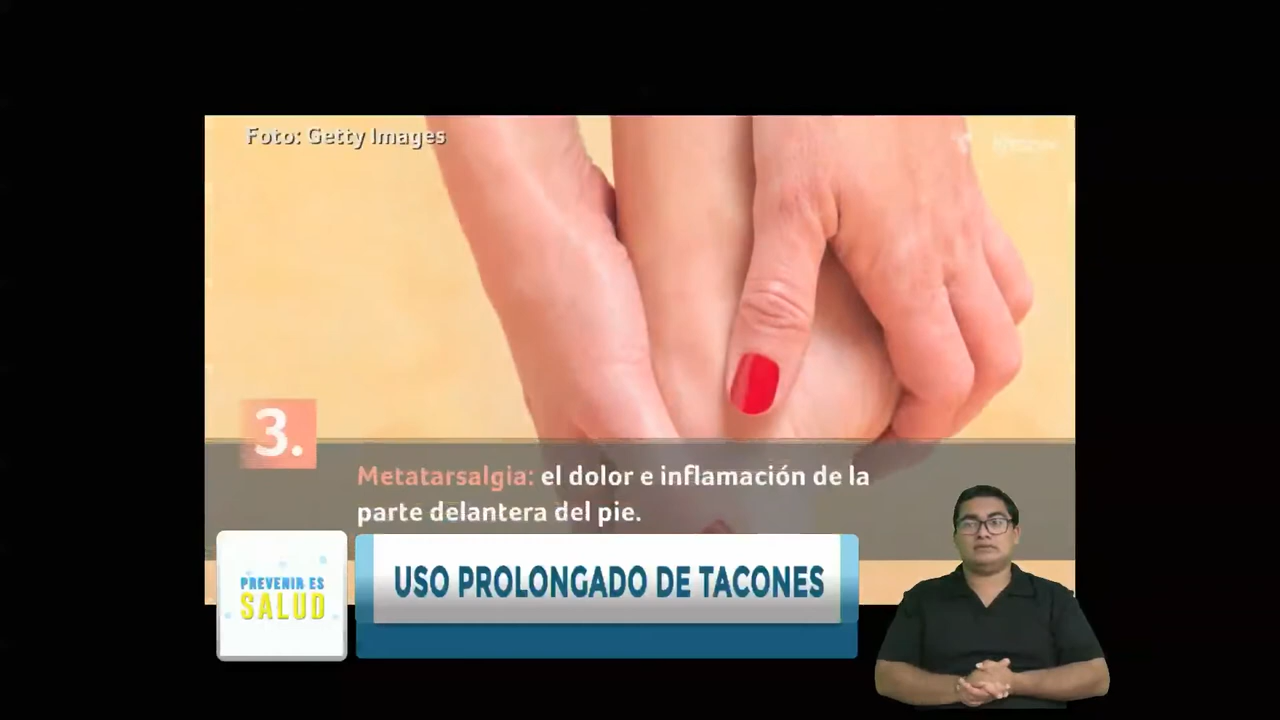 Foto: Getty Images
3.
Metatarsalgia: el dolor e inflamación de la
parte delantera del pie.
PREVENIR ES
SALUD
USO PROLONGADO DE TACONES